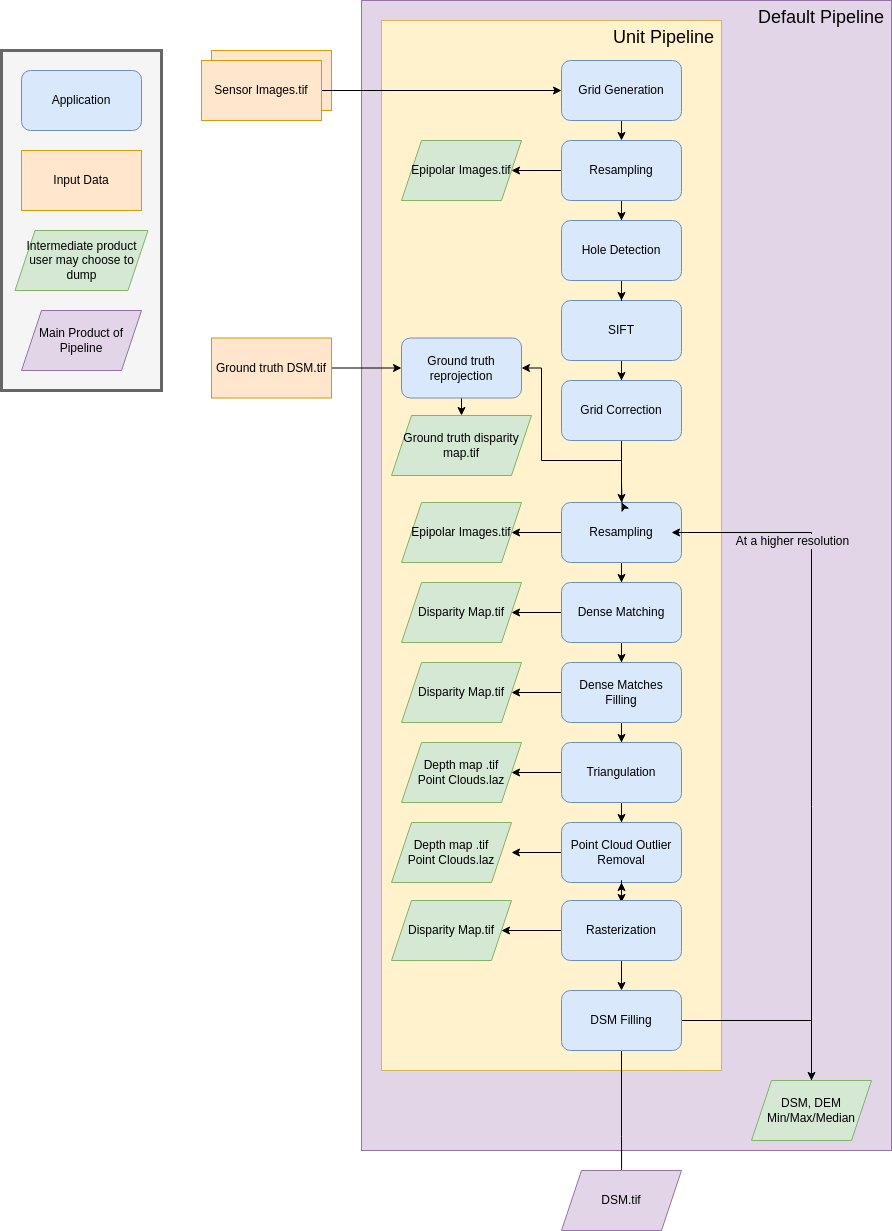 Default Pipeline
Unit Pipeline
Application
Input Data
Intermediate product
user may choose to
dump
Main Product of
Pipeline
Sensor Images.tif
Grid Generation
Epipolar Images.tif
Resampling
Hole Detection
SIFT
Ground truth DSM.tif
Ground truth
reprojection
Grid Correction
Ground truth disparity
map.tif
Epipolar Images.tif
Resampling
At a higher resolution
Disparity Map.tif
Dense Matching
Disparity Map.tif
Dense Matches
Filling
Depth map .tif
Point Clouds.laz
Triangulation
Depth map .tif
Point Clouds.laz
Point Cloud Outlier
Removal
Disparity Map.tif
Rasterization
DSM Filling
DSM, DEM
Min/Max/Median
DSM.tif